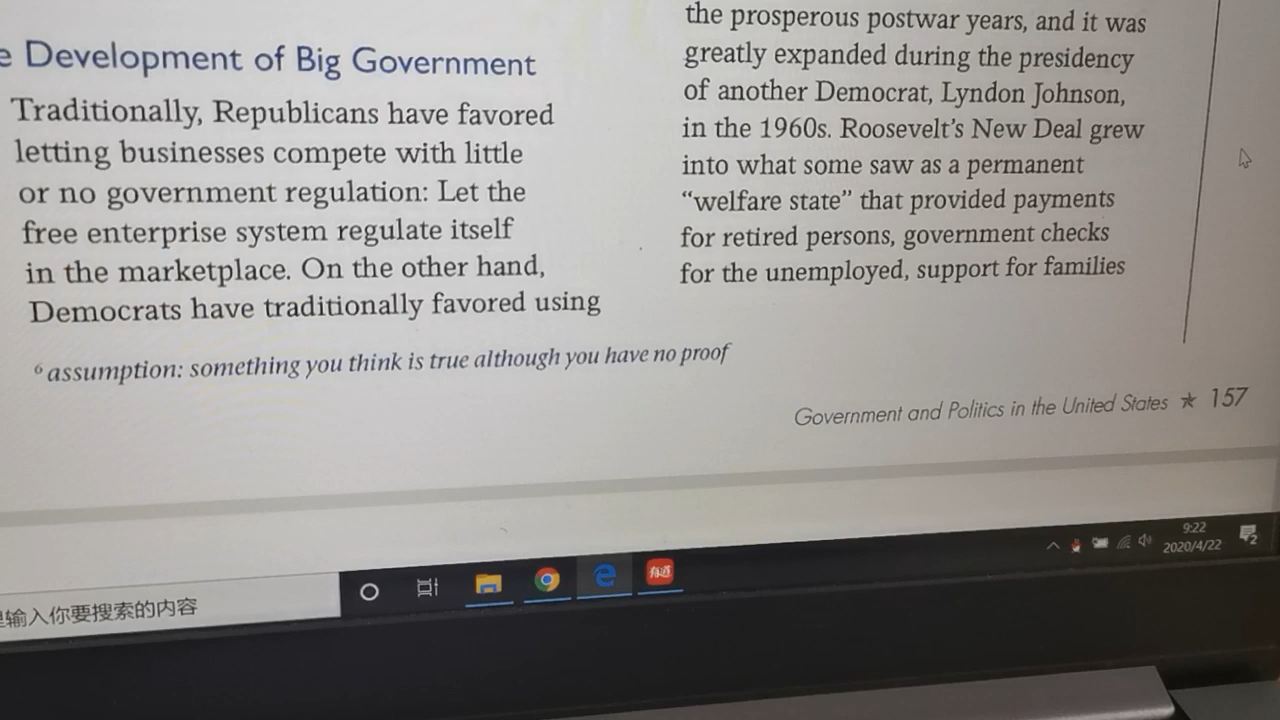 e Development of Big Government
Traditionally, Republicans have favored
letting businesses compete with little
or no government regulation: Let the
free enterprise system regulate itself
in the marketplace. On the other hand,
Democrats have traditionally favored using
the prosperous postwar years, and it was
greatly expanded during the presidency
of another Democrat, Lyndon Johnson,
in the 1960s. Roosevelt's New Deal grew
into what some saw as a permanent
“welfare state” that provided payments
for retired persons, government checks
for the unemployed, support for families
6 assumption: something you think is true although you have no proof
Government and Politics in the United States ★ 157
输入你要搜索的内容
有道
9:22
2020/4/22
2